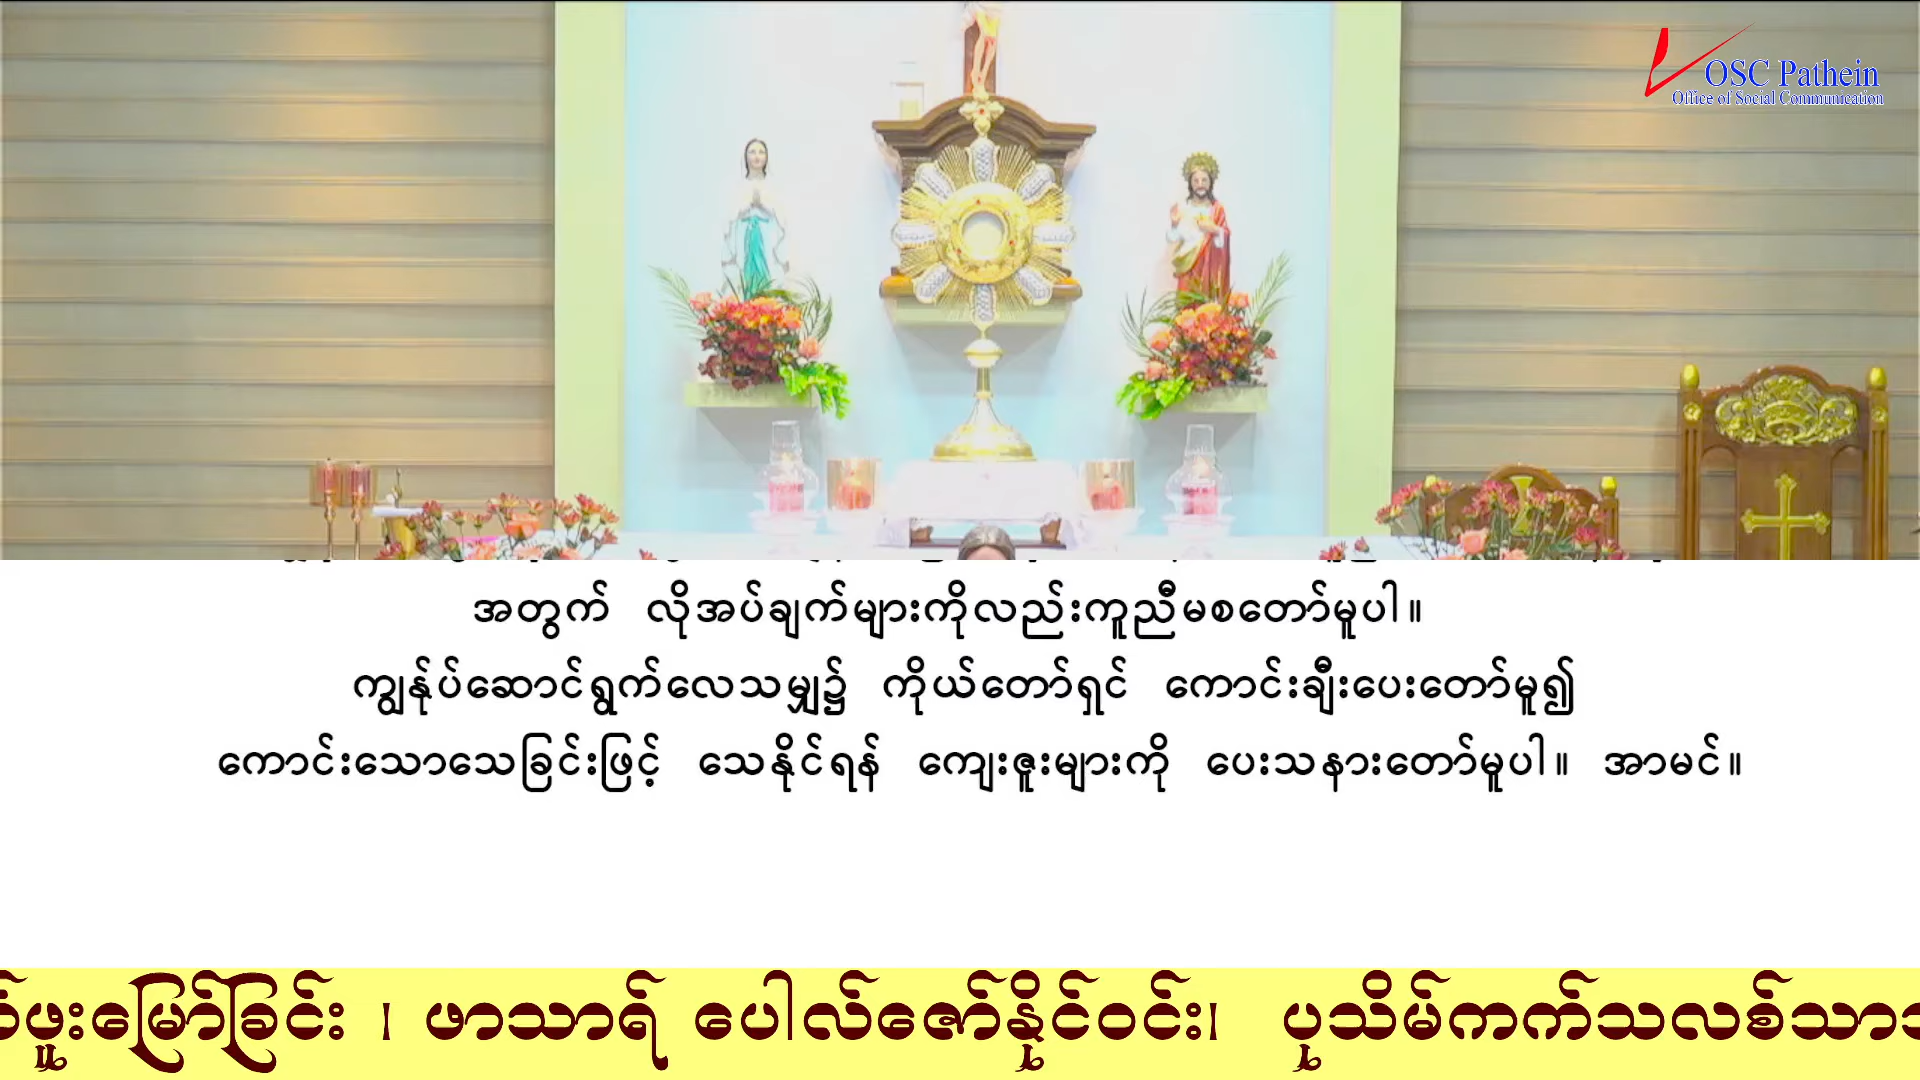 OSC Pathein
Office of Social Communication
အတွက် လိုအပ်ချက်များကိုလည်းကူညီမစတော်မူပါ။
ကျွန်ုပ်ဆောင်ရွက်လေသမျှ၌ ကိုယ်တော်ရှင် ကောင်းချီးပေးတော်မူ၍
ကောင်းသောသေခြင်းဖြင့် သေနိုင်ရန် ကျေးဇူးများကို ပေးသနားတော်မူပါ။ အာမင်။
ဖူးမြော်ခြင်း ၊ ဖာသာရ် ပေါလ်ဇော်နိုင်ဝင်း၊ ပုသိမ်ကက်သလစ်သာ